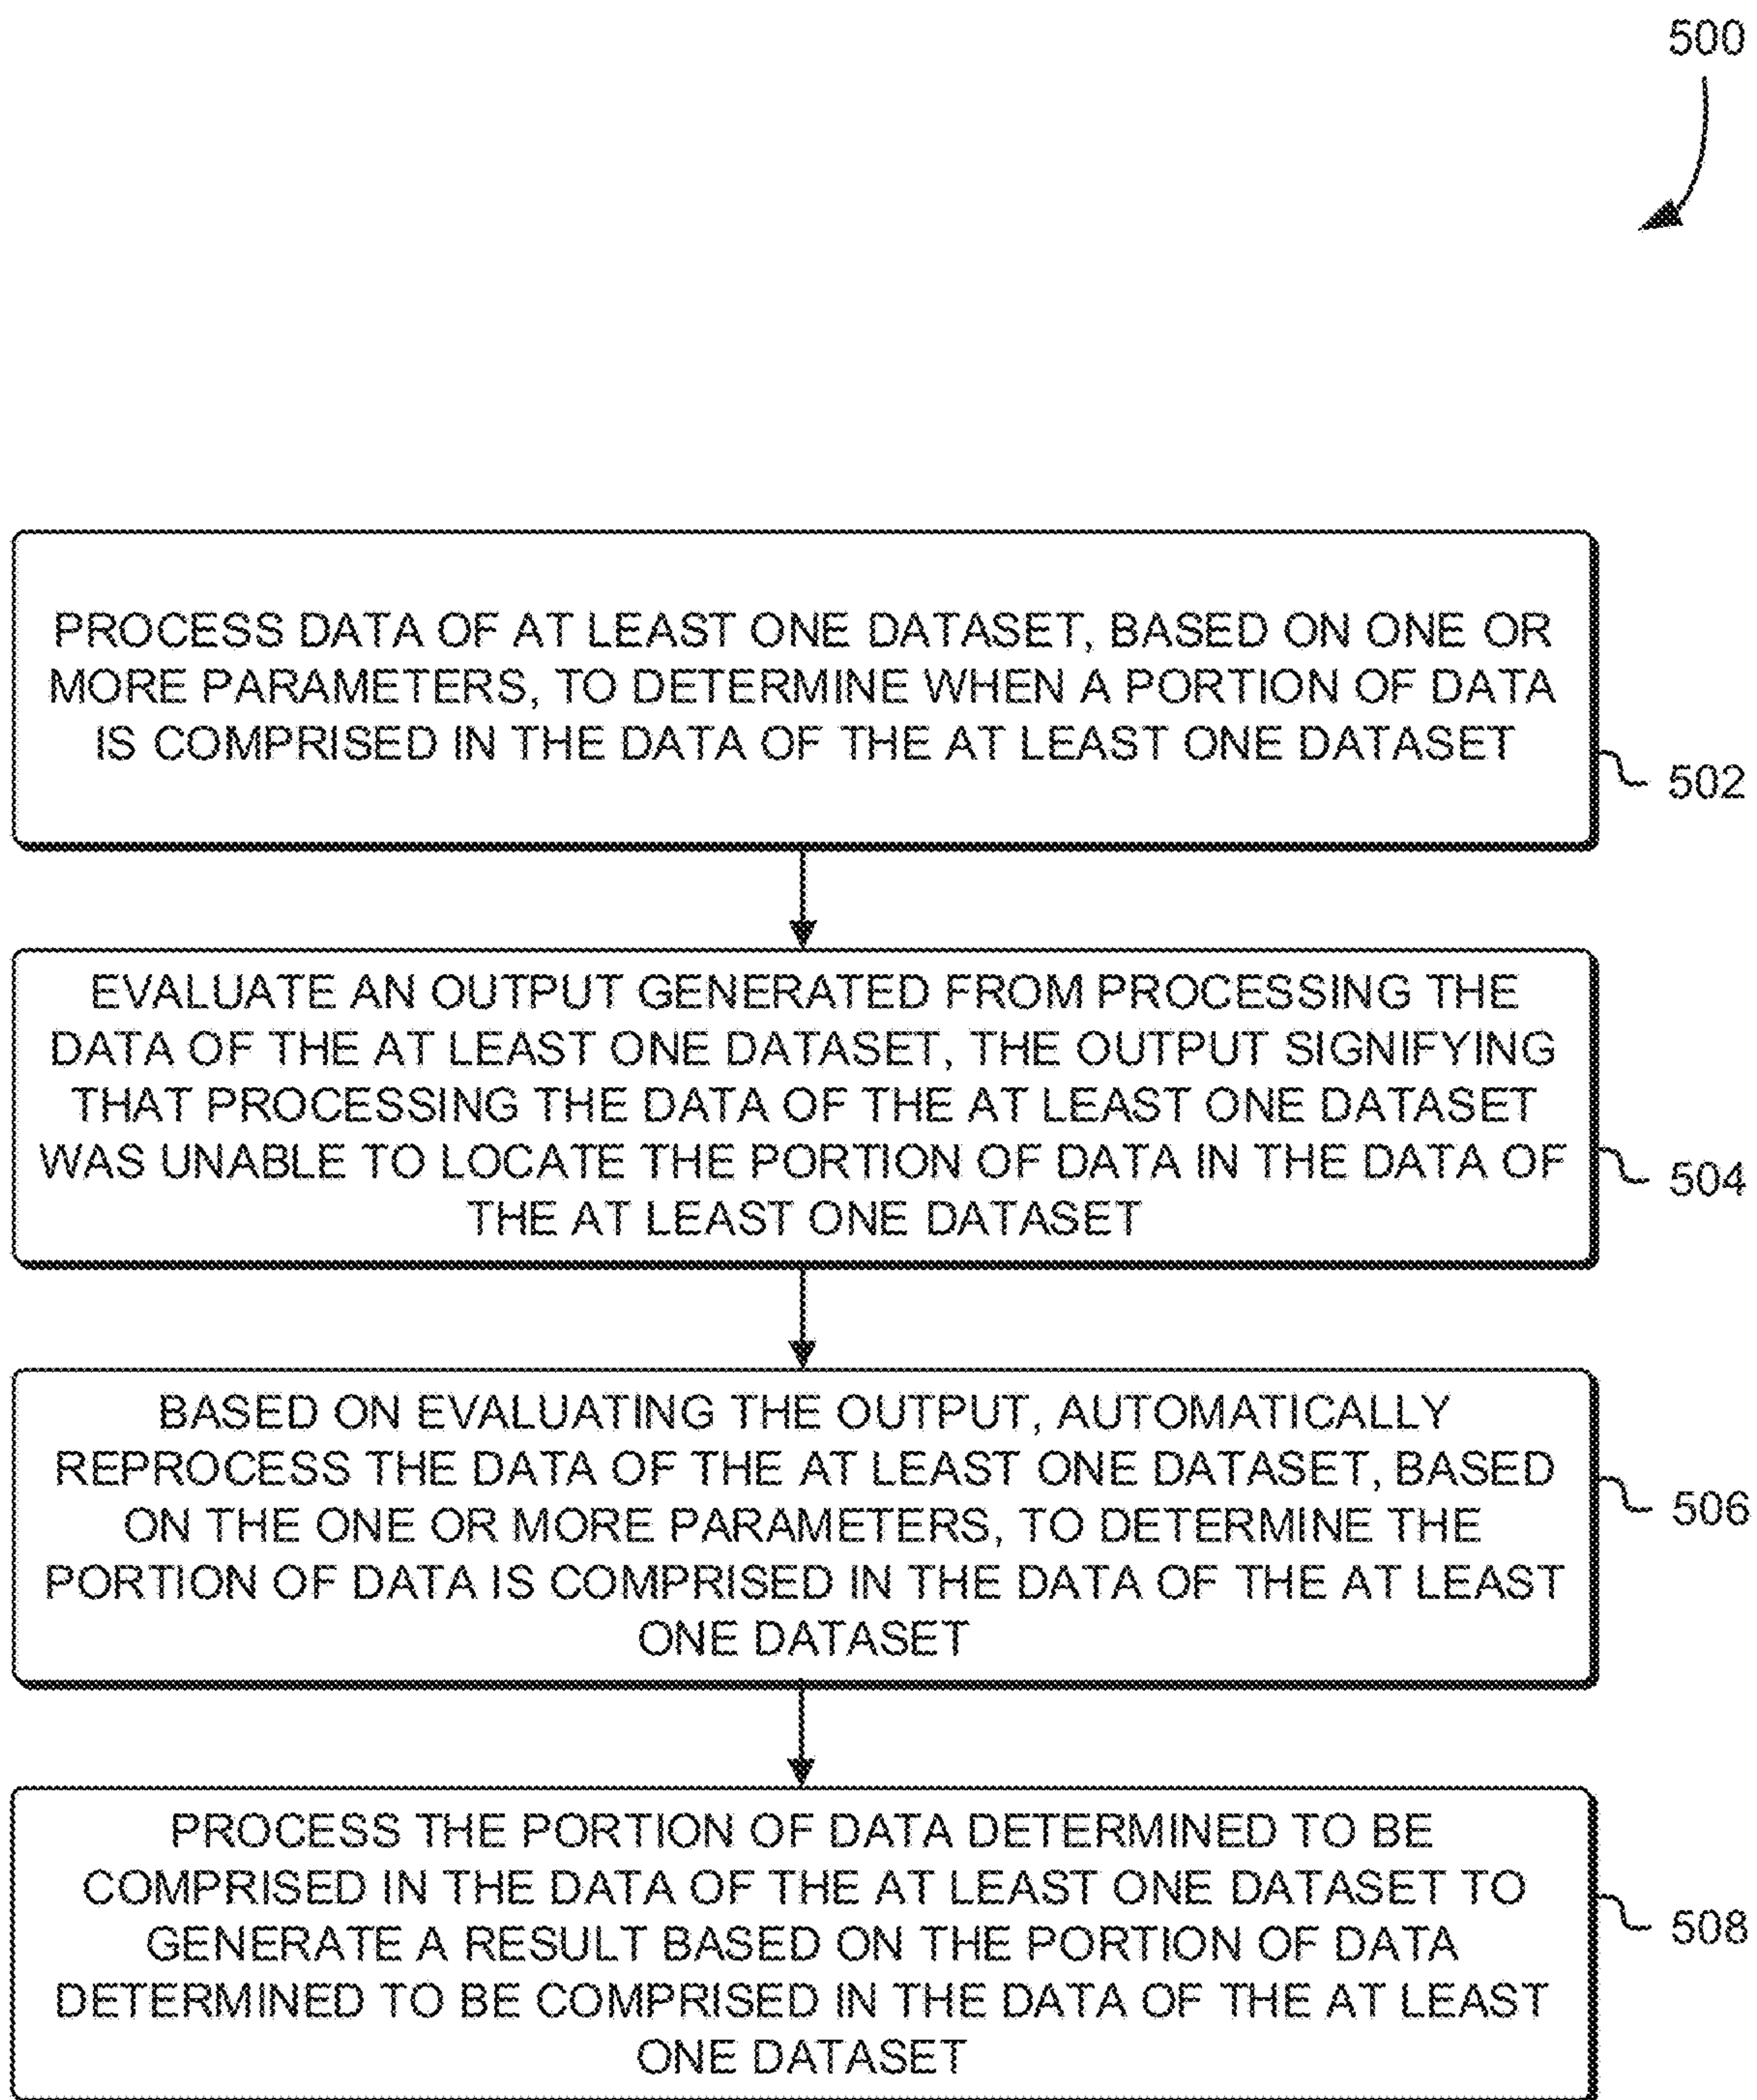 500
PROCESS DATA OF AT LEAST ONE DATASET, BASED ON ONE OR
MORE PARAMETERS, TO DETERMINE WHEN A PORTION OF DATA
IS COMPRISED IN THE DATA OF THE AT LEAST ONE DATASET
502
EVALUATE AN OUTPUT GENERATED FROM PROCESSING THE
DATA OF THE AT LEAST ONE DATASET, THE OUTPUT SIGNIFYING
THAT PROCESSING THE DATA OF THE AT LEAST ONE DATASET
WAS UNABLE TO LOCATE THE PORTION OF DATA IN THE DATA OF
THE AT LEAST ONE DATASET
504
BASED ON EVALUATING THE OUTPUT, AUTOMATICALLY
REPROCESS THE DATA OF THE AT LEAST ONE DATASET, BASED
ON THE ONE OR MORE PARAMETERS, TO DETERMINE THE
PORTION OF DATA IS COMPRISED IN THE DATA OF THE AT LEAST
ONE DATASET
506
PROCESS THE PORTION OF DATA DETERMINED TO BE
COMPRISED IN THE DATA OF THE AT LEAST ONE DATASET TO
GENERATE A RESULT BASED ON THE PORTION OF DATA
DETERMINED TO BE COMPRISED IN THE DATA OF THE AT LEAST
ONE DATASET
508